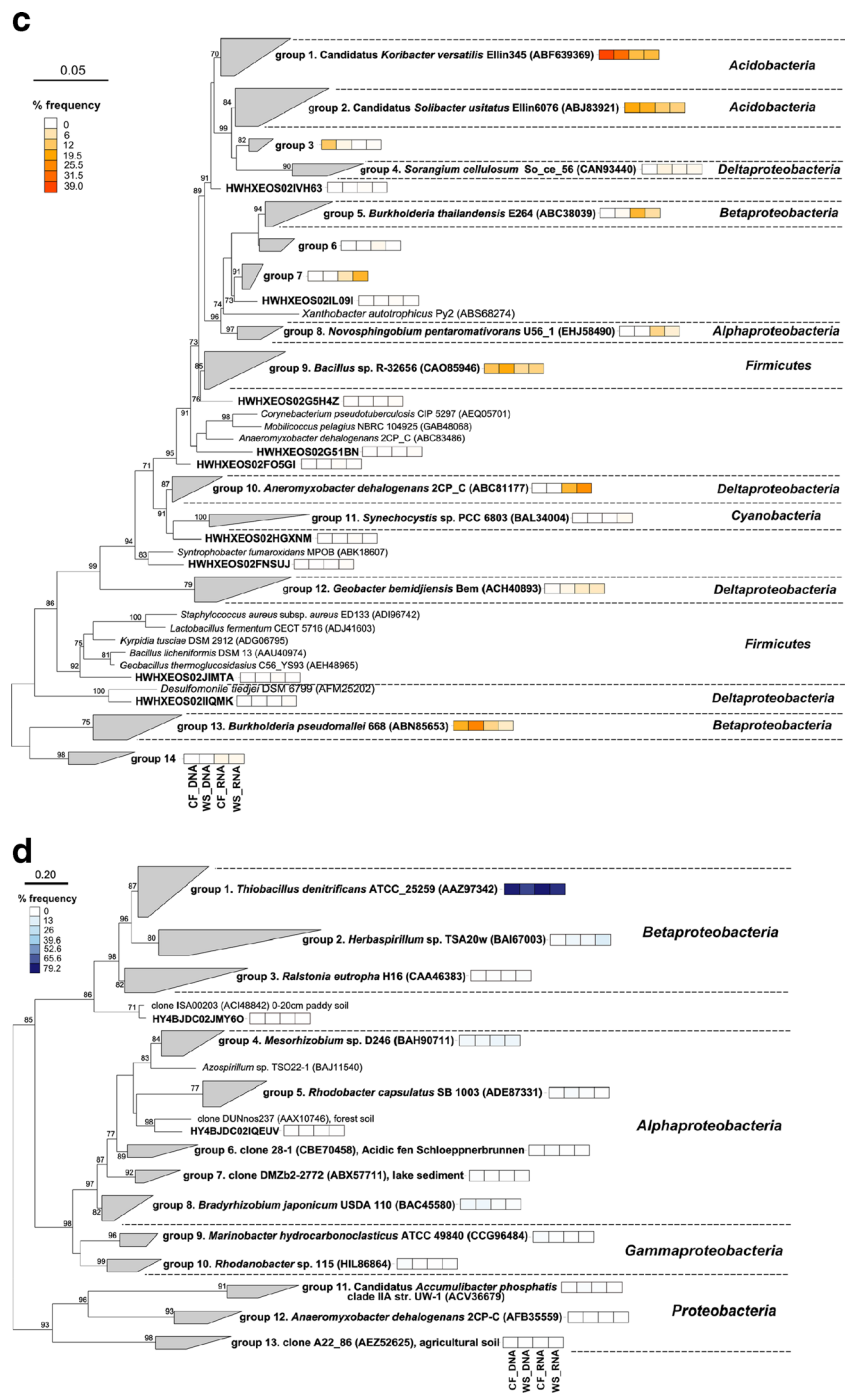 c
0.05
% frequency
0
6
12
19.5
25.5
31.5
39.0
70
group 1. Candidatus Koribacter versatilis Ellin345 (ABF639369)
Acidobacteria
84
group 2. Candidatus Solibacter usitatus Ellin6076 (ABJ83921)
Acidobacteria
99
82
group 3
90
group 4. Sorangium cellulosum So_ce_56 (CAN93440)
Deltaproteobacteria
91
HWHXEOS02IVH63
89
94
group 5. Burkholderia thailandensis E264 (ABC38039)
Betaproteobacteria
group 6
91
group 7
73
HWHXEOS02IL09I
74
Xanthobacter autotrophicus Py2 (ABS68274)
96
97
group 8. Novosphingobium pentaromativorans U56_1 (EHJ58490)
Alphaproteobacteria
73
85
group 9. Bacillus sp. R-32656 (CAO85946)
Firmicutes
76
HWHXEOS02G5H4Z
91
98
Corynebacterium pseudotuberculosis CIP 5297 (AEQ05701)
Mobilicoccus pelagius NBRC 104925 (GAB48068)
Anaeromyxobacter dehalogenans 2CP_C (ABC83486)
HWHXEOS02G51BN
95
HWHXEOS02FO5GI
71
87
group 10. Aneromyxobacter dehalogenans 2CP_C (ABC81177)
Deltaproteobacteria
91
100
group 11. Synechocystis sp. PCC 6803 (BAL34004)
Cyanobacteria
94
HWHXEOS02HGXNM
83
Syntrophobacter fumaroxidans MPOB (ABK18607)
HWHXEOS02FNSUJ
99
79
group 12. Geobacter bemidjiensis Bem (ACH40893)
Deltaproteobacteria
86
100
Staphylococcus aureus subsp. aureus ED133 (ADI96742)
Lactobacillus fermentum CECT 5716 (ADJ41603)
75
Kyrpidia tusciae DSM 2912 (ADG06795)
Firmicutes
81
Bacillus licheniformis DSM 13 (AAU40974)
92
Geobacillus thermoglucosidasius C56_YS93 (AEH48965)
HWHXEOS02JIMTA
100
Desulfomonile tiedjei DSM 6799 (AFM25202)
HWHXEOS02IIQMK
Deltaproteobacteria
75
group 13. Burkholderia pseudomallei 668 (ABN85653)
Betaproteobacteria
98
group 14
CF_DNA
WS_DNA
CF_RNA
WS_RNA
d
0.20
% frequency
0
13
26
39.6
52.6
65.6
79.2
87
group 1. Thiobacillus denitrificans ATCC_25259 (AAZ97342)
96
Betaproteobacteria
80
group 2. Herbaspirillum sp. TSA20w (BAI67003)
98
82
group 3. Ralstonia eutropha H16 (CAA46383)
86
71
clone ISA00203 (ACI48842) 0-20cm paddy soil
HY4BJDC02JMY6O
85
84
group 4. Mesorhizobium sp. D246 (BAH90711)
83
Azospirillum sp. TSO22-1 (BAJ11540)
77
group 5. Rhodobacter capsulatus SB 1003 (ADE87331)
98
clone DUNnos237 (AAX10746), forest soil
Alphaproteobacteria
HY4BJDC02IQEUV
77
89
group 6. clone 28-1 (CBE70458), Acidic fen Schloeppnerbrunnen
87
92
group 7. clone DMZb2-2772 (ABX57711), lake sediment
97
82
group 8. Bradyrhizobium japonicum USDA 110 (BAC45580)
98
96
group 9. Marinobacter hydrocarbonoclasticus ATCC 49840 (CCG96484)
Gammaproteobacteria
99
group 10. Rhodanobacter sp. 115 (HIL86864)
91
group 11. Candidatus Accumulibacter phosphatis
clade IIA str. UW-1 (ACV36679)
96
Proteobacteria
93
group 12. Anaeromyxobacter dehalogenans 2CP-C (AFB35559)
93
98
group 13. clone A22_86 (AEZ52625), agricultural soil
CF_DNA
WS_DNA
CF_RNA
WS_RNA